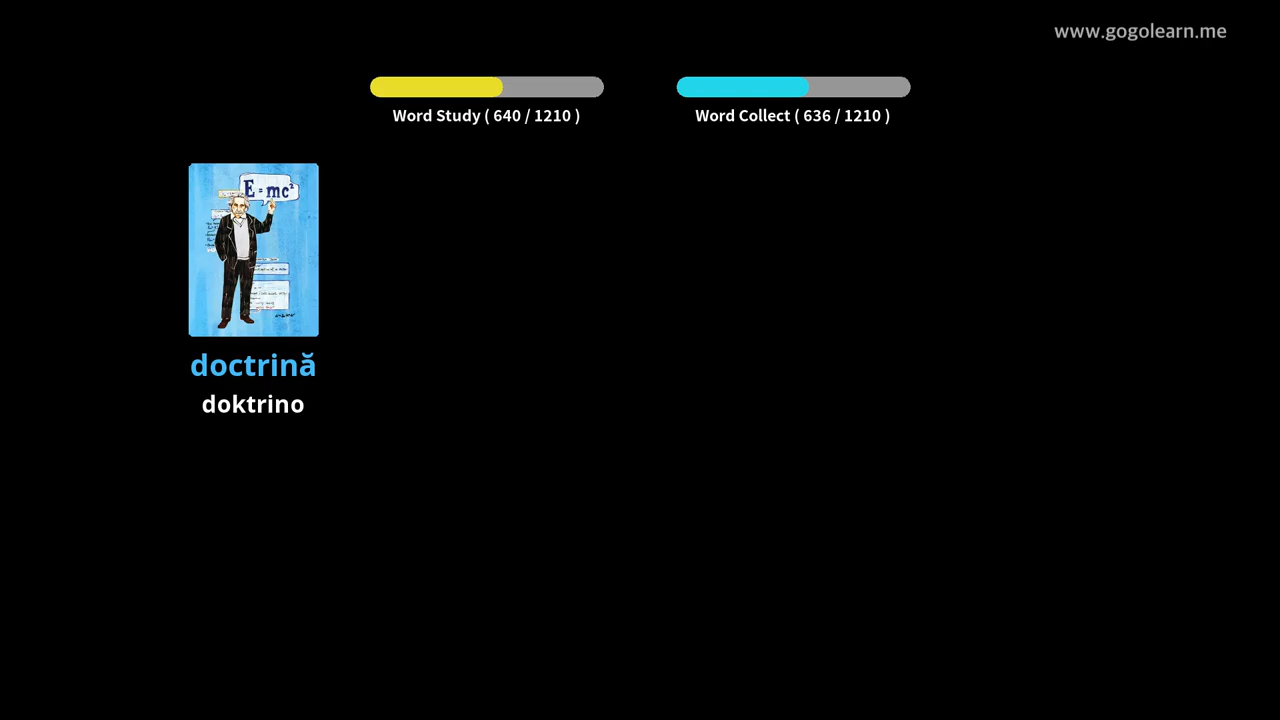 www.gogolearn.me
Word Study ( 640 / 1210 )
Word Collect ( 636 / 1210 )
E = mc²
doctrină
doktrino